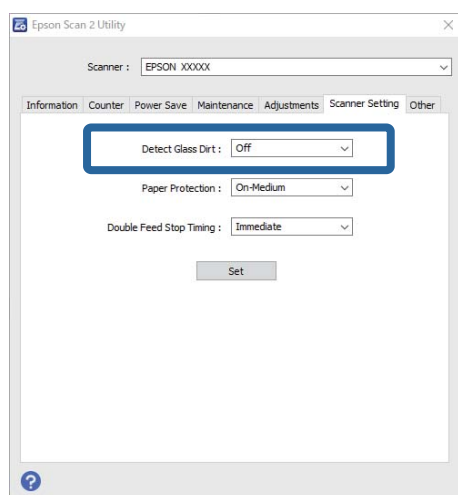 Epson Scan 2 Utility
Scanner : EPSON XXXXX
Information Counter Power Save Maintenance Adjustments Scanner Setting Other
Detect Glass Dirt : Off
Paper Protection : On-Medium
Double Feed Stop Timing : Immediate
Set
?